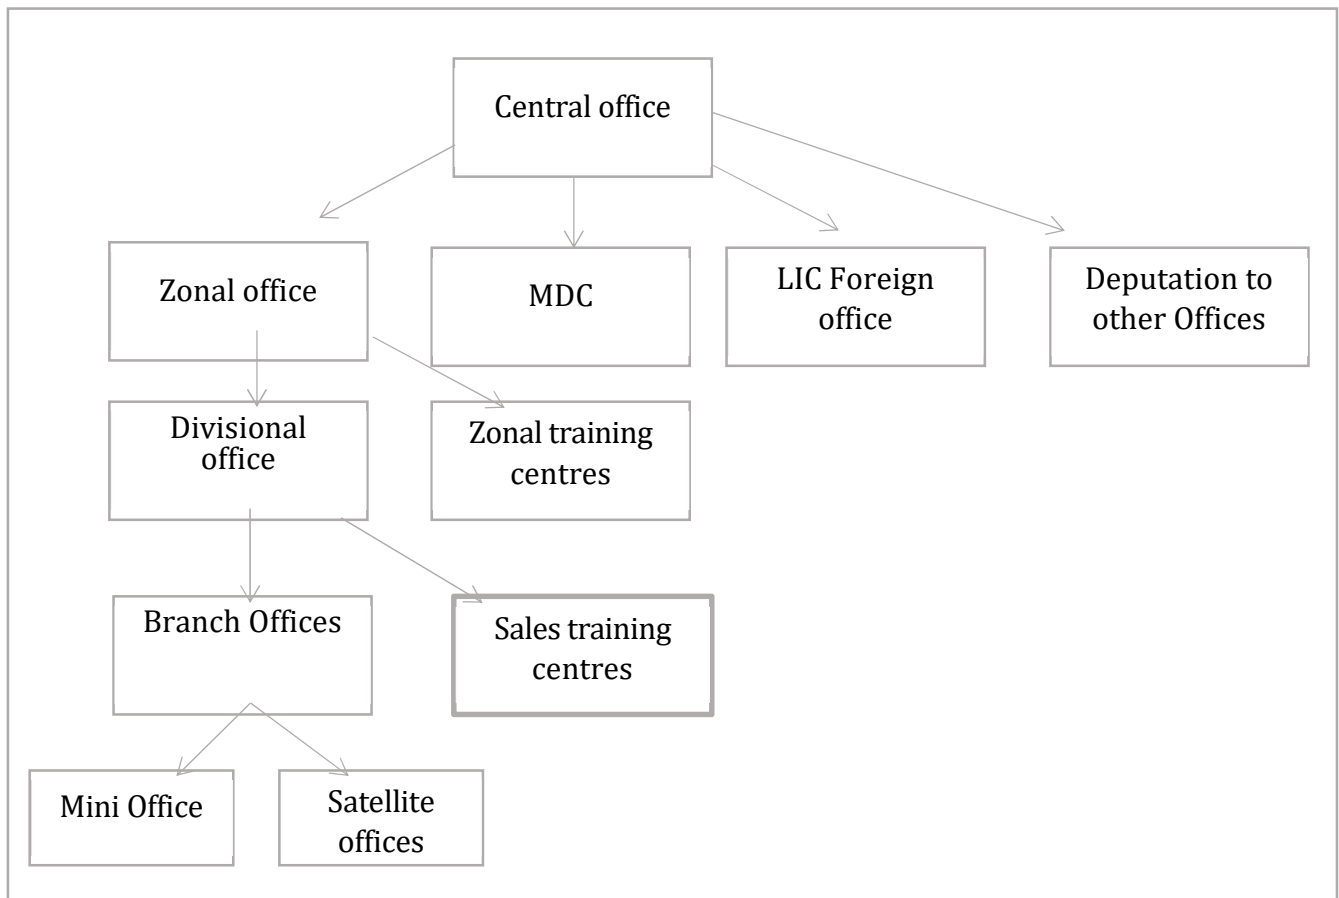 Central office
Zonal office
MDC
LIC Foreign
office
Deputation to
other Offices
Divisional
office
Zonal training
centres
Branch Offices
Sales training
centres
Mini Office
Satellite
offices